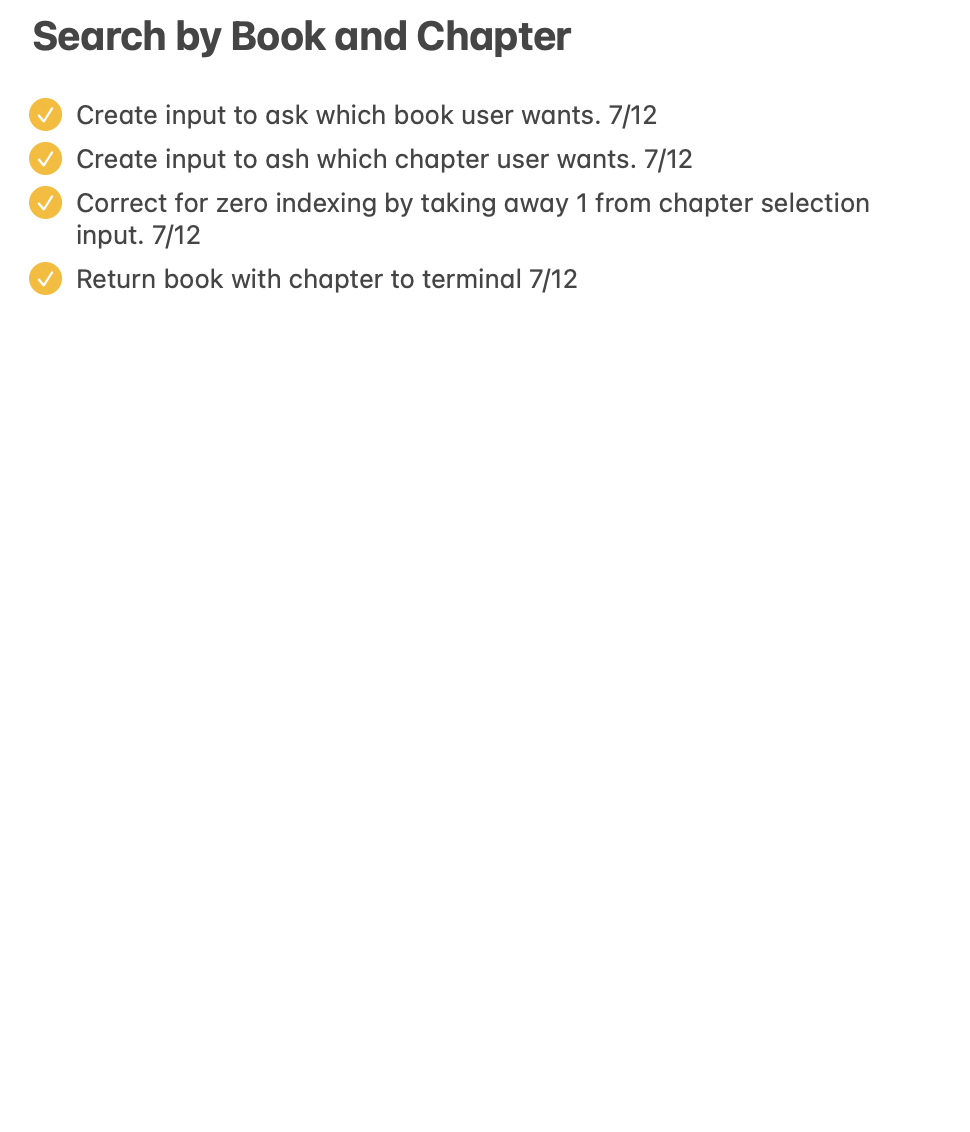 Search by Book and Chapter
Create input to ask which book user wants. 7/12
Create input to ash which chapter user wants. 7/12
Correct for zero indexing by taking away 1 from chapter selection
input. 7/12
Return book with chapter to terminal 7/12